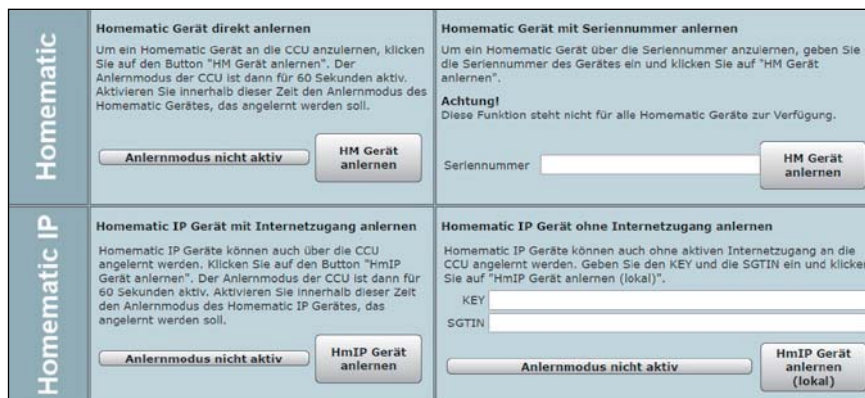 Homematic
Homematic Gerät direkt anlernen
Um ein Homematic Gerät an die CCU anzulernen, klicken
Sie auf den Button "HM Gerät anlernen". Der
Anlernmodus der CCU ist dann für 60 Sekunden aktiv.
Aktivieren Sie innerhalb dieser Zeit den Anlernmodus des
Homematic Gerätes, das angelernt werden soll.
Anlernmodus nicht aktiv
HM Gerät
anlernen
Homematic Gerät mit Seriennummer anlernen
Um ein Homematic Gerät über die Seriennummer anzulernen, geben Sie
die Seriennummer des Gerätes ein und klicken Sie auf "HM Gerät
anlernen".
Achtung!
Diese Funktion steht nicht für alle Homematic Geräte zur Verfügung.
Seriennummer
HM Gerät
anlernen
Homematic IP
Homematic IP Gerät mit Internetzugang anlernen
Homematic IP Geräte können auch über die CCU
angelernt werden. Klicken Sie auf den Button "HmIP
Gerät anlernen". Der Anlernmodus der CCU ist dann für
60 Sekunden aktiv. Aktivieren Sie innerhalb dieser Zeit
den Anlernmodus des Homematic IP Gerätes, das
angelernt werden soll.
Anlernmodus nicht aktiv
HmIP Gerät
anlernen
Homematic IP Gerät ohne Internetzugang anlernen
Homematic IP Geräte können auch ohne aktiven Internetzugang an die
CCU angelernt werden. Geben Sie den KEY und die SGTIN ein und klicken
Sie auf "HmIP Gerät anlernen (lokal)".
KEY
SGTIN
Anlernmodus nicht aktiv
HmIP Gerät
anlernen
(lokal)